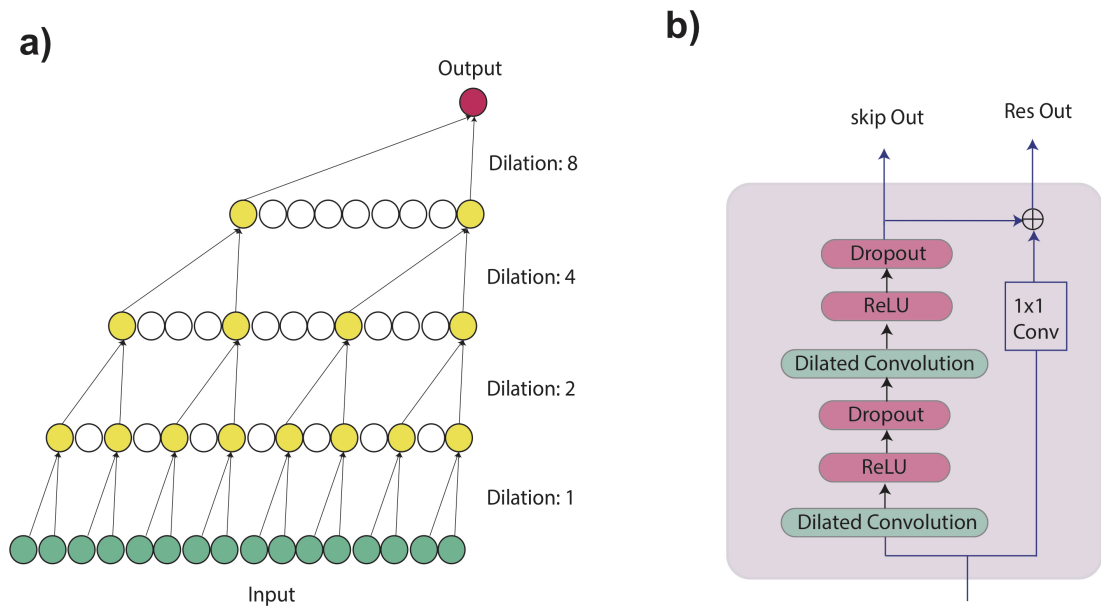 a)
Output
Dilation: 8
Dilation: 4
Dilation: 2
Dilation: 1
Input
b)
skip Out
Res Out
Dropout
ReLU
1x1
Conv
Dilated Convolution
Dropout
ReLU
Dilated Convolution